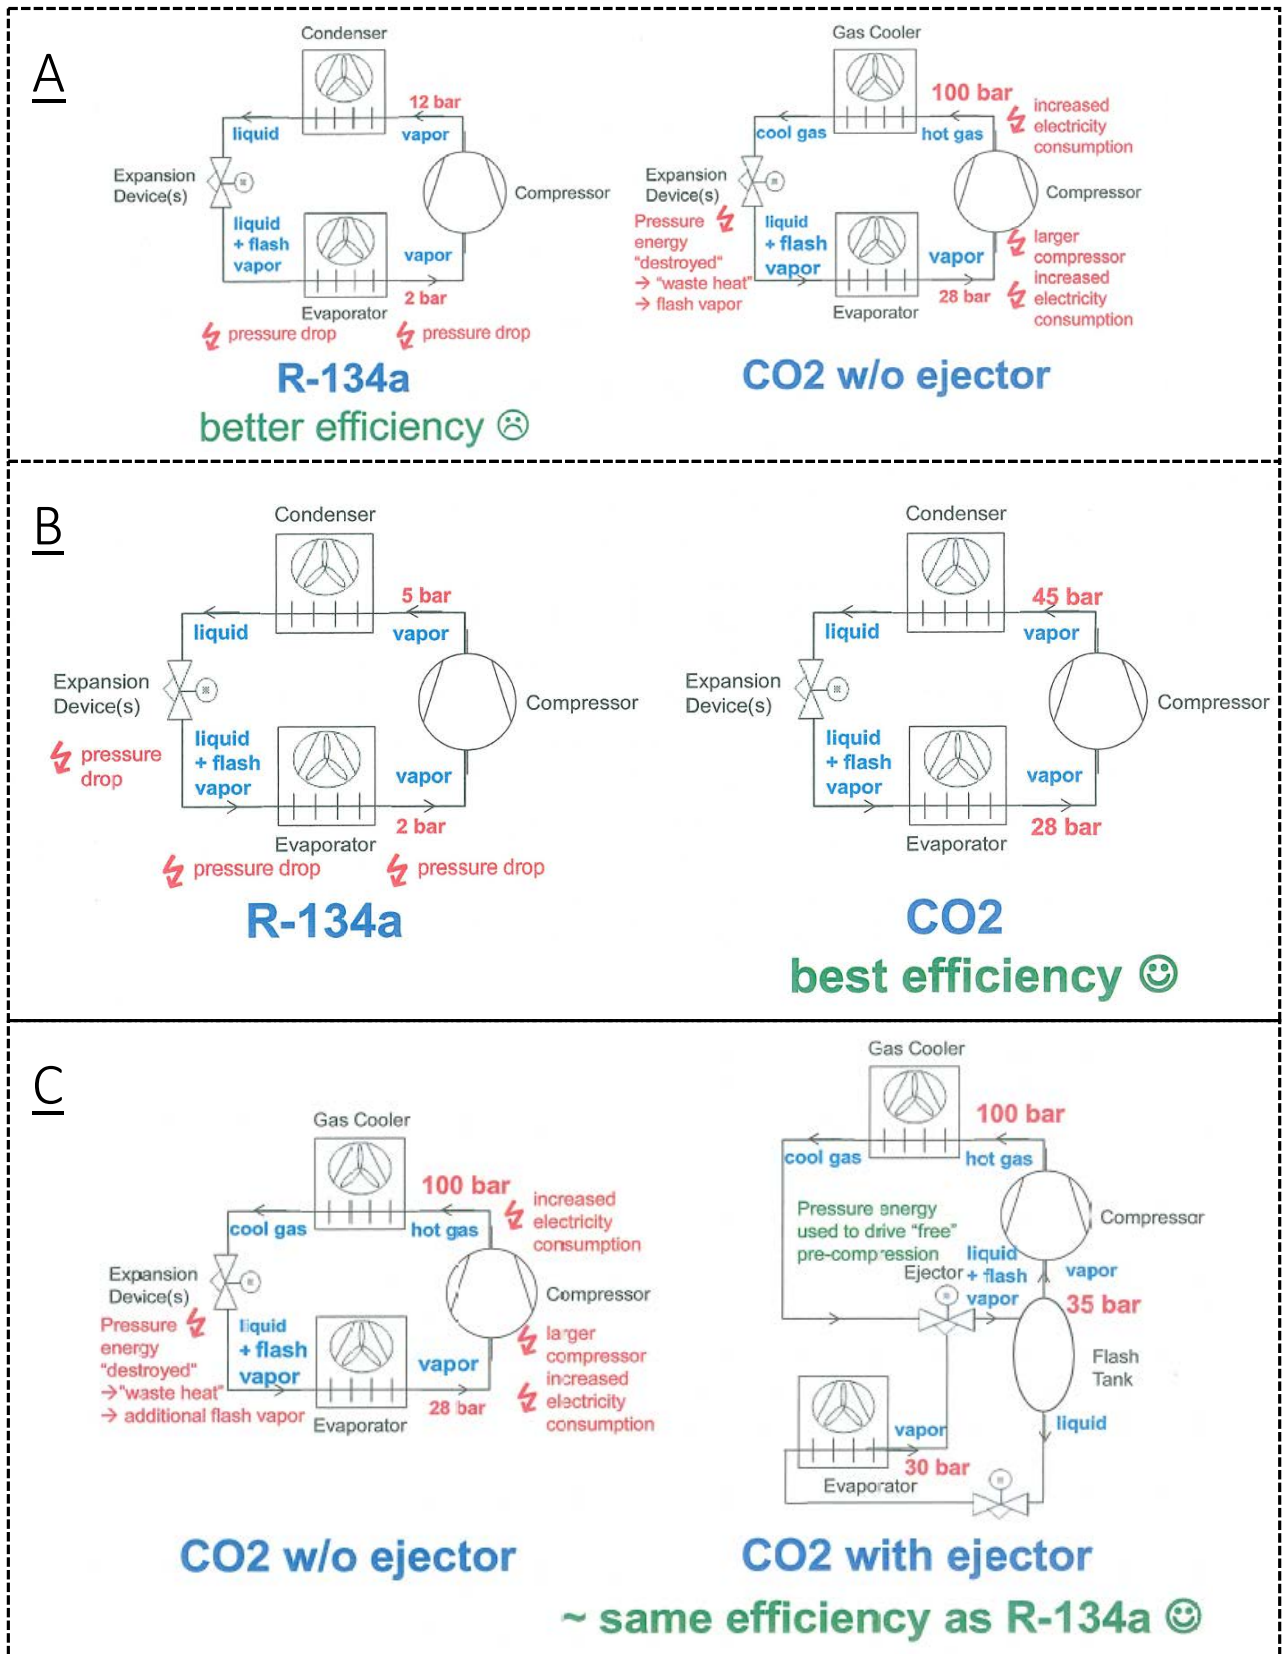 A
Condenser
12 bar
liquid
vapor
Expansion
Device(s)
Compressor
liquid
+ flash
vapor
vapor
2 bar
Evaporator
pressure drop
pressure drop
R-134a
better efficiency ☹
Gas Cooler
100 bar
increased
electricity
consumption
cool gas
hot gas
Expansion
Device(s)
Compressor
Pressure
energy
"destroyed"
→ "waste heat"
→ flash vapor
liquid
+ flash
vapor
vapor
28 bar
larger
compressor
increased
electricity
consumption
Evaporator
CO2 w/o ejector
B
Condenser
5 bar
liquid
vapor
Expansion
Device(s)
Compressor
pressure
drop
liquid
+ flash
vapor
vapor
2 bar
Evaporator
pressure drop
pressure drop
R-134a
Condenser
45 bar
liquid
vapor
Expansion
Device(s)
Compressor
liquid
+ flash
vapor
vapor
28 bar
Evaporator
CO2
best efficiency ☺
C
Gas Cooler
100 bar
increased
electricity
consumption
cool gas
hot gas
Expansion
Device(s)
Compressor
Pressure
energy
"destroyed"
→"waste heat"
→ additional flash vapor
liquid
+ flash
vapor
vapor
28 bar
larger
compressor
increased
electricity
consumption
Evaporator
CO2 w/o ejector
Gas Cooler
100 bar
cool gas
hot gas
Pressure energy
used to drive "free"
pre-compression
Compressor
Ejector
liquid
+ flash
vapor
vapor
35 bar
Flash
Tank
liquid
vapor
30 bar
Evaporator
CO2 with ejector
~ same efficiency as R-134a ☺